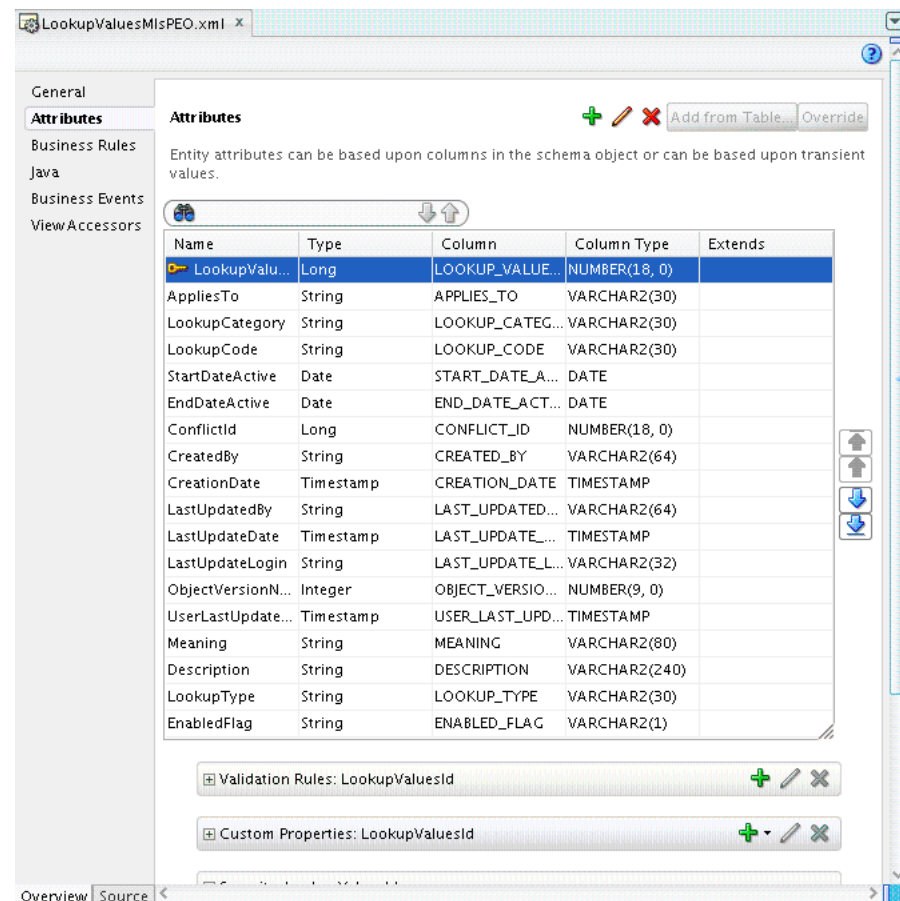 LookupValuesMlsPEO.xml x
General
Attributes
Business Rules
Java
Business Events
View Accessors
Attributes
Add from Table... Override
Entity attributes can be based upon columns in the schema object or can be based upon transient
values.
Name Type Column Column Type Extends
LookupValu... Long LOOKUP_VALUE... NUMBER(18, 0)
AppliesTo String APPLIES_TO VARCHAR2(30)
LookupCategory String LOOKUP_CATEG... VARCHAR2(30)
LookupCode String LOOKUP_CODE VARCHAR2(30)
StartDateActive Date START_DATE_A... DATE
EndDateActive Date END_DATE_ACT... DATE
ConflictId Long CONFLICT_ID NUMBER(18, 0)
CreatedBy String CREATED_BY VARCHAR2(64)
CreationDate Timestamp CREATION_DATE TIMESTAMP
LastUpdatedBy String LAST_UPDATED... VARCHAR2(64)
LastUpdateDate Timestamp LAST_UPDATE_... TIMESTAMP
LastUpdateLogin String LAST_UPDATE_L... VARCHAR2(32)
ObjectVersionN... Integer OBJECT_VERSIO... NUMBER(9, 0)
UserLastUpdate... Timestamp USER_LAST_UPD... TIMESTAMP
Meaning String MEANING VARCHAR2(80)
Description String DESCRIPTION VARCHAR2(240)
LookupType String LOOKUP_TYPE VARCHAR2(30)
EnabledFlag String ENABLED_FLAG VARCHAR2(1)
Validation Rules: LookupValuesId
Custom Properties: LookupValuesId
Overview Source